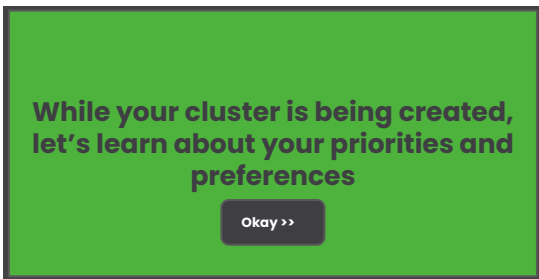 While your cluster is being created,
let’s learn about your priorities and
preferences
Okay >>